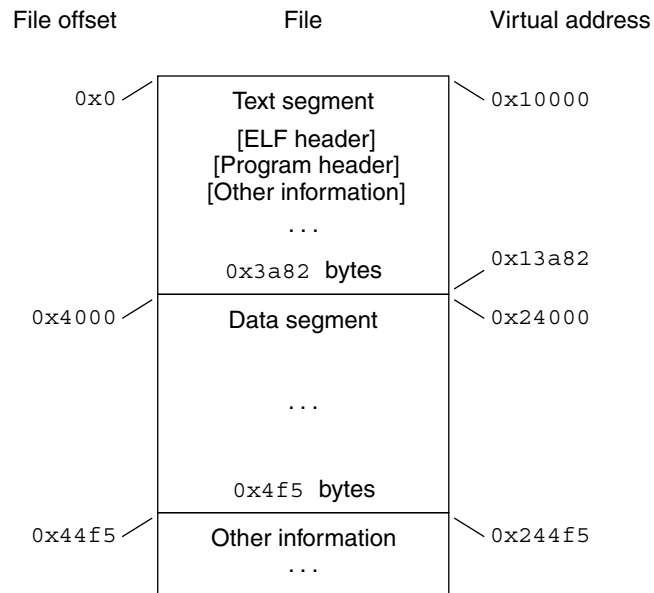 File offset File Virtual address
0x0 Text segment 0x10000
[ELF header]
[Program header]
[Other information]
...
0x3a82 bytes 0x13a82
0x4000 Data segment 0x24000
...
0x4f5 bytes
0x44f5 Other information 0x244f5
...